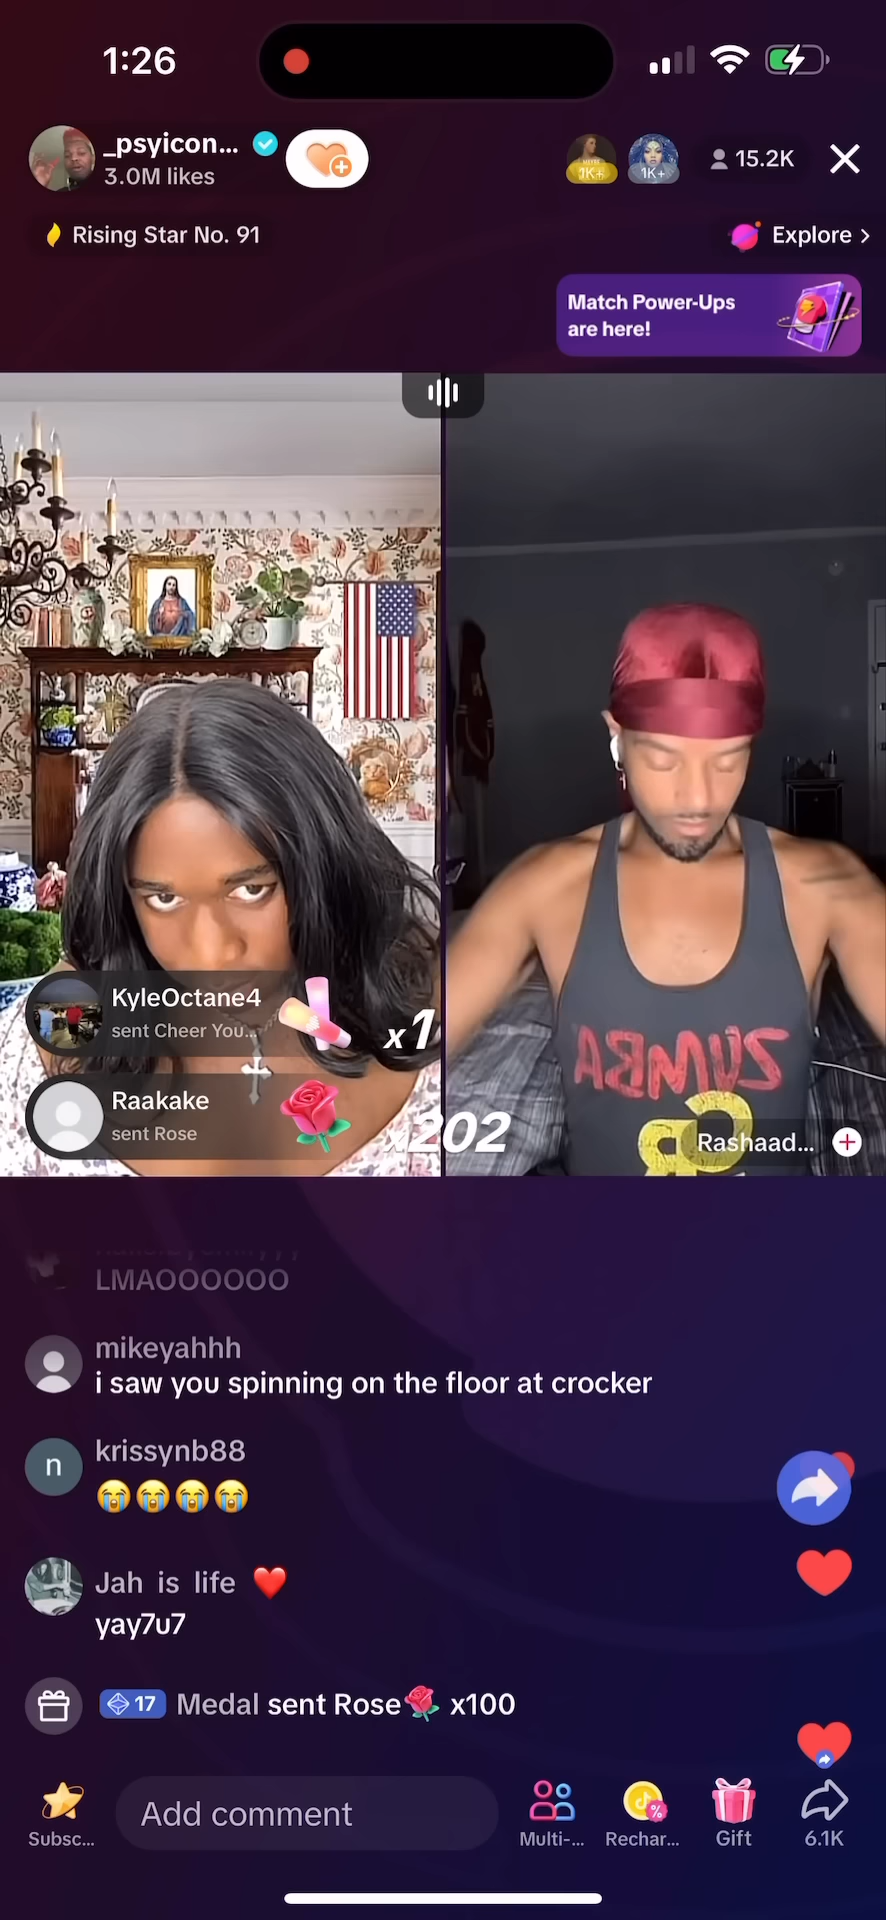 1:26
_psyicon...
3.0M likes
1K+
1K+
15.2K
Rising Star No. 91
Explore >
Match Power-Ups
are here!
KyleOctane4
sent Cheer You...
x1
Raakake
sent Rose
x202
ZUMBA
Rashaad...
LMAOOOOOO
mikeyahhh
i saw you spinning on the floor at crocker
n
krissynb88
😭😭😭😭
Jah is life ❤️
yay7u7
17 Medal sent Rose🌹 x100
Subsc...
Add comment
Multi-...
Rechar...
Gift
6.1K